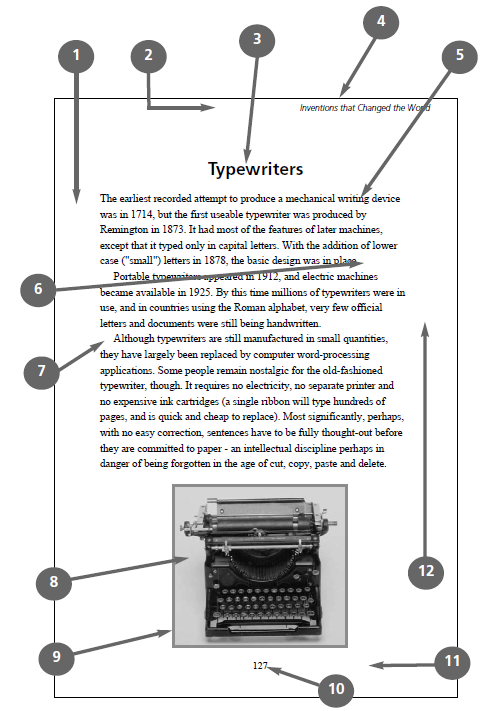 1
2
3
4
5
Inventions that Changed the World
Typewriters
The earliest recorded attempt to produce a mechanical writing device
was in 1714, but the first useable typewriter was produced by
Remington in 1873. It had most of the features of later machines,
except that it typed only in capital letters. With the addition of lower
case ("small") letters in 1878, the basic design was in place.
Portable typewriters appeared in 1912, and electric machines
6
became available in 1925. By this time millions of typewriters were in
use, and in countries using the Roman alphabet, very few official
letters and documents were still being handwritten.
Although typewriters are still manufactured in small quantities,
they have largely been replaced by computer word-processing
7
applications. Some people remain nostalgic for the old-fashioned
typewriter, though. It requires no electricity, no separate printer and
no expensive ink cartridges (a single ribbon will type hundreds of
pages, and is quick and cheap to replace). Most significantly, perhaps,
with no easy correction, sentences have to be fully thought-out before
they are committed to paper - an intellectual discipline perhaps in
danger of being forgotten in the age of cut, copy, paste and delete.
12
8
9
127
11
10